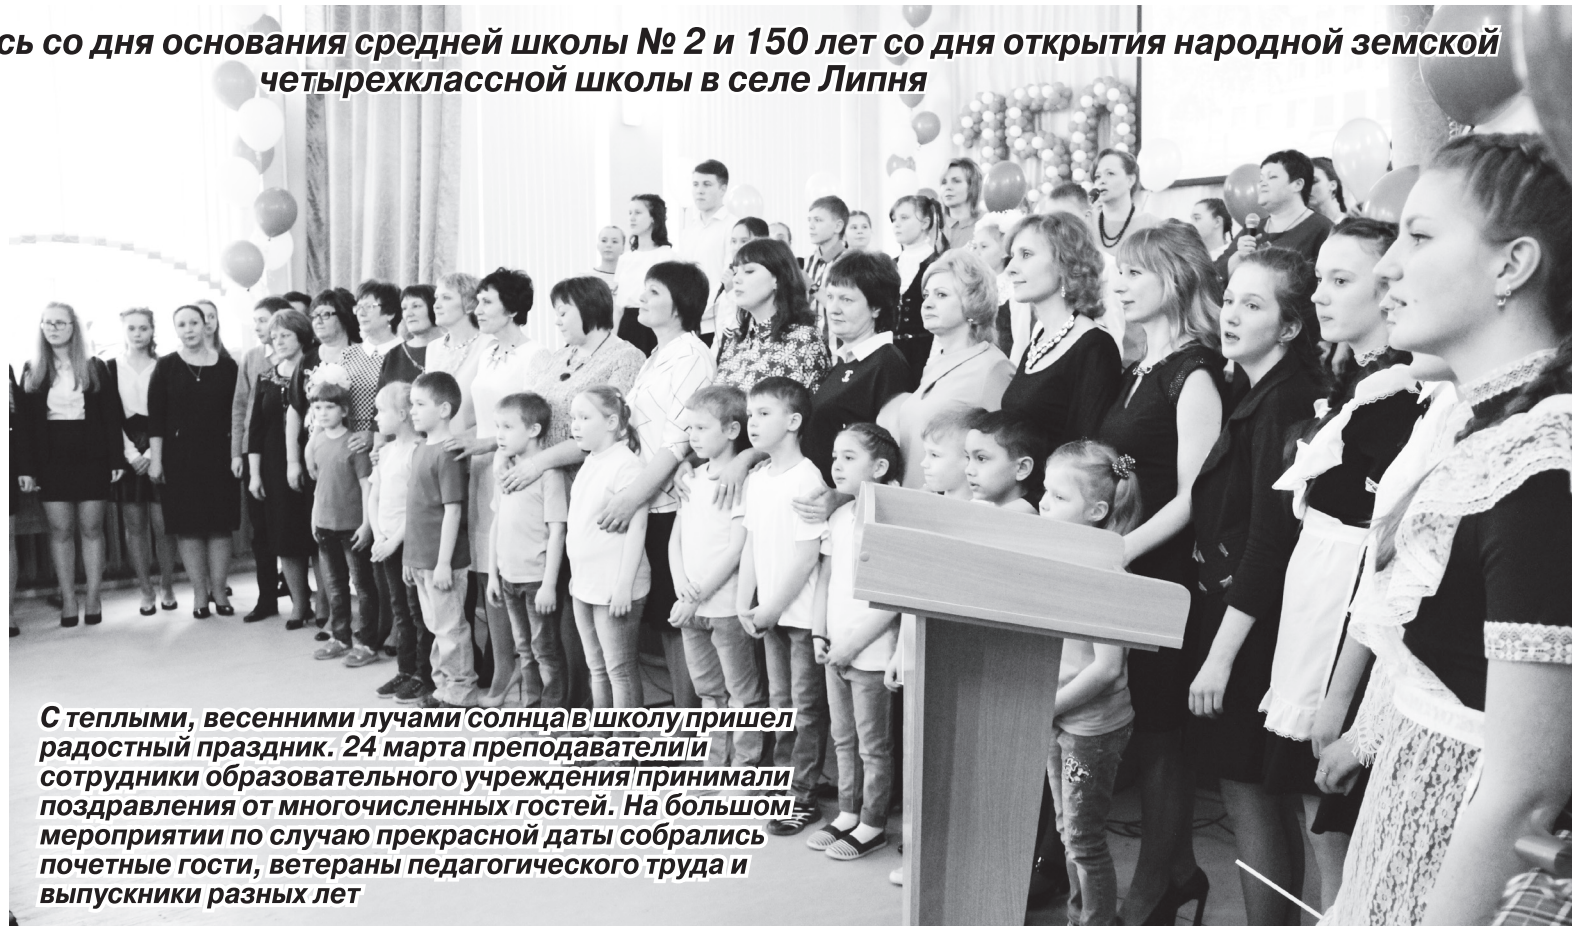 сь со дня основания средней школы № 2 и 150 лет со дня открытия народной земской
четырехклассной школы в селе Липня
150
С теплыми, весенними лучами солнца в школу пришел
радостный праздник. 24 марта преподаватели и
сотрудники образовательного учреждения принимали
поздравления от многочисленных гостей. На большом
мероприятии по случаю прекрасной даты собрались
почетные гости, ветераны педагогического труда и
выпускники разных лет